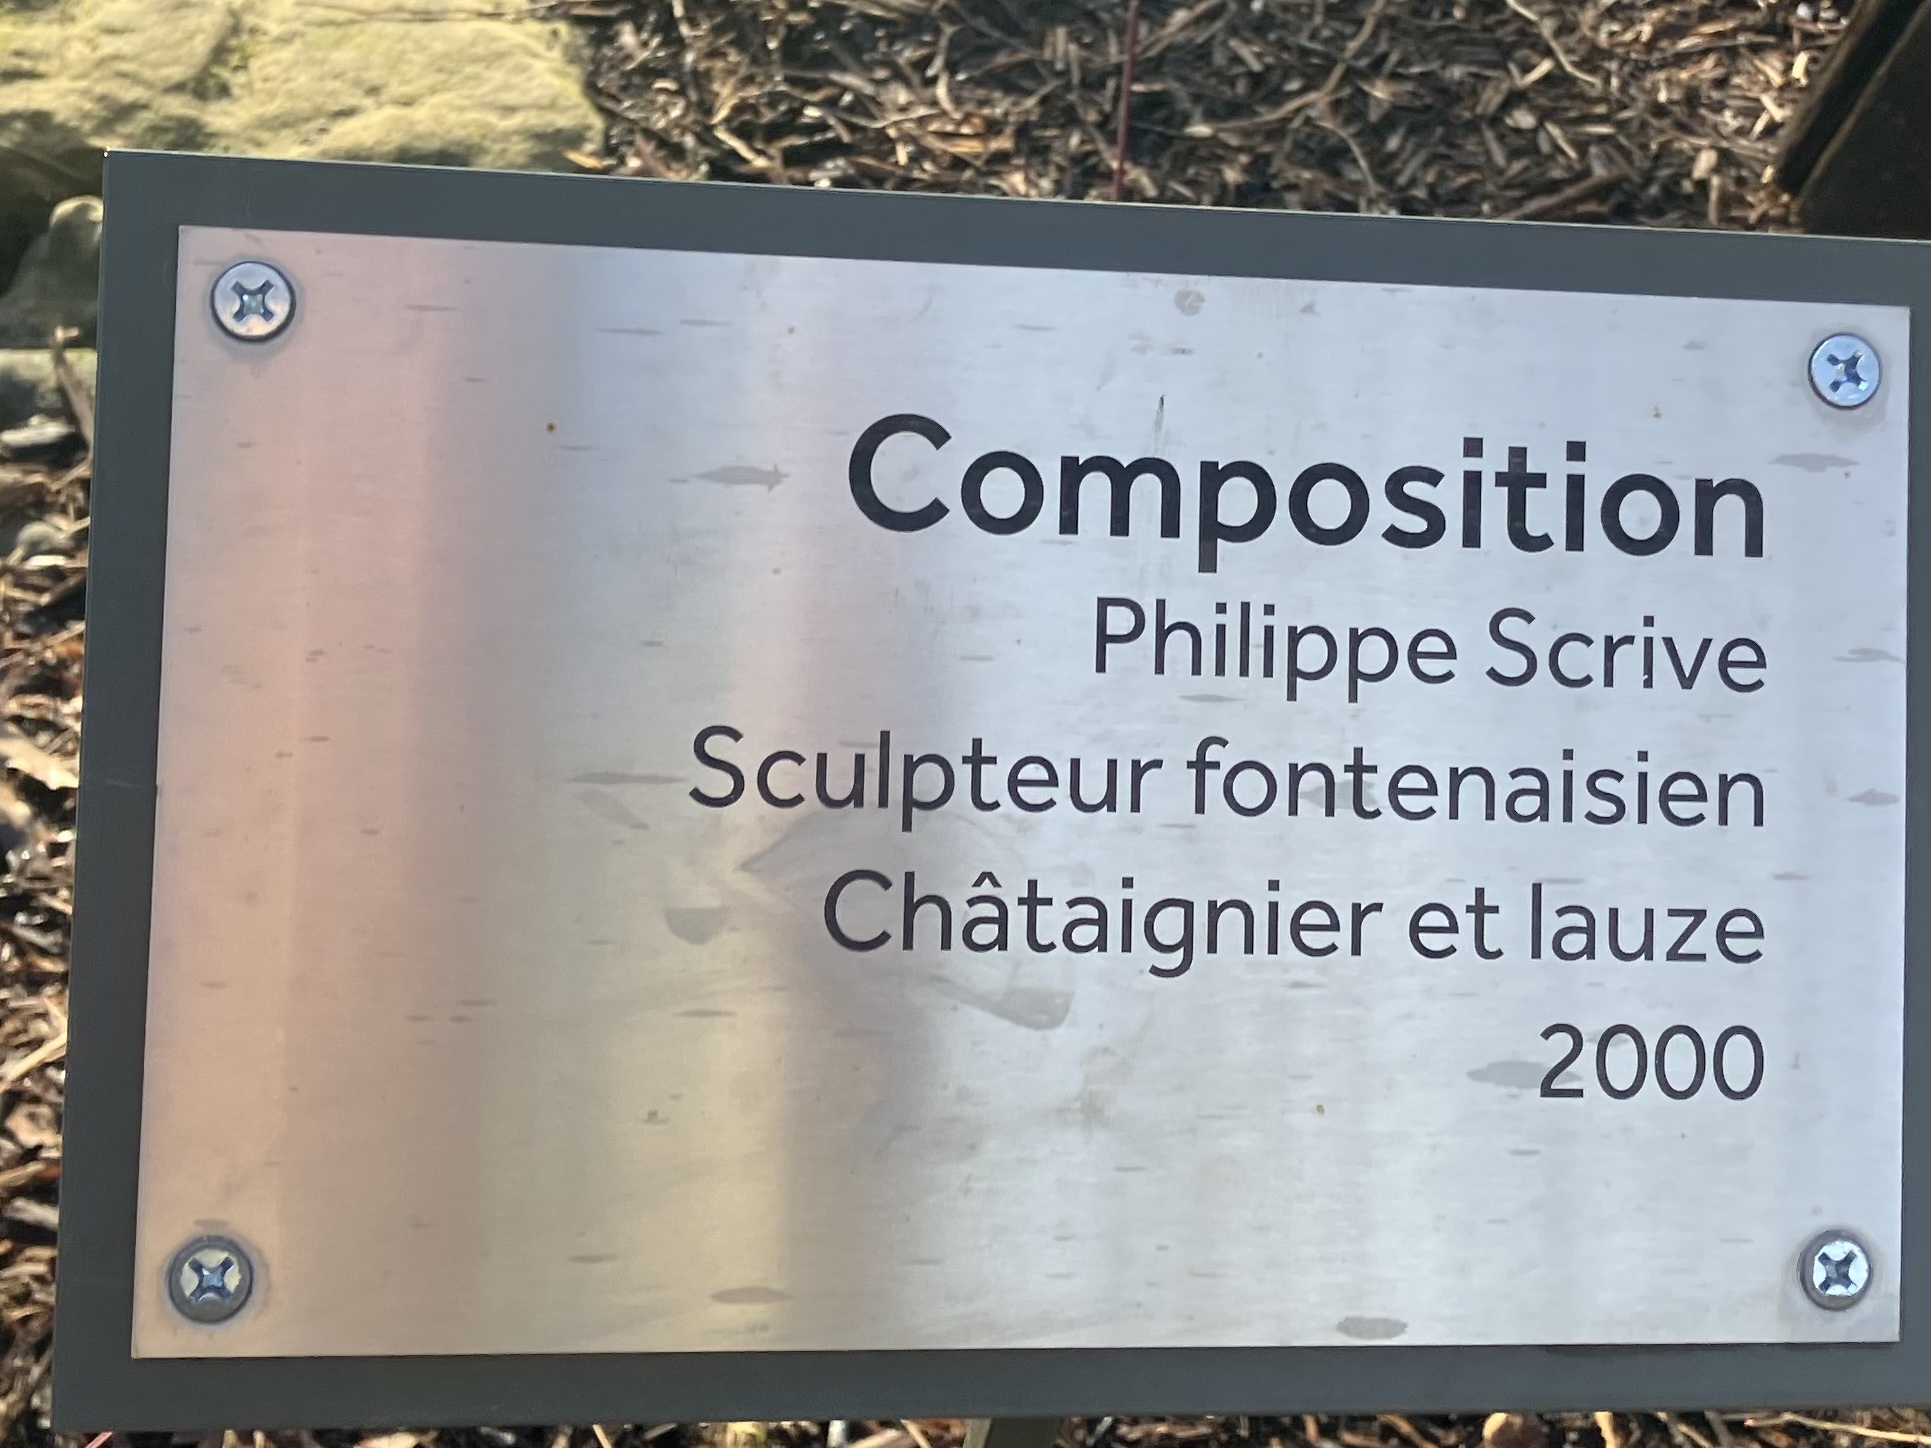 Composition
Philippe Scrive
Sculpteur fontenaisien
Châtaignier et lauze
2000